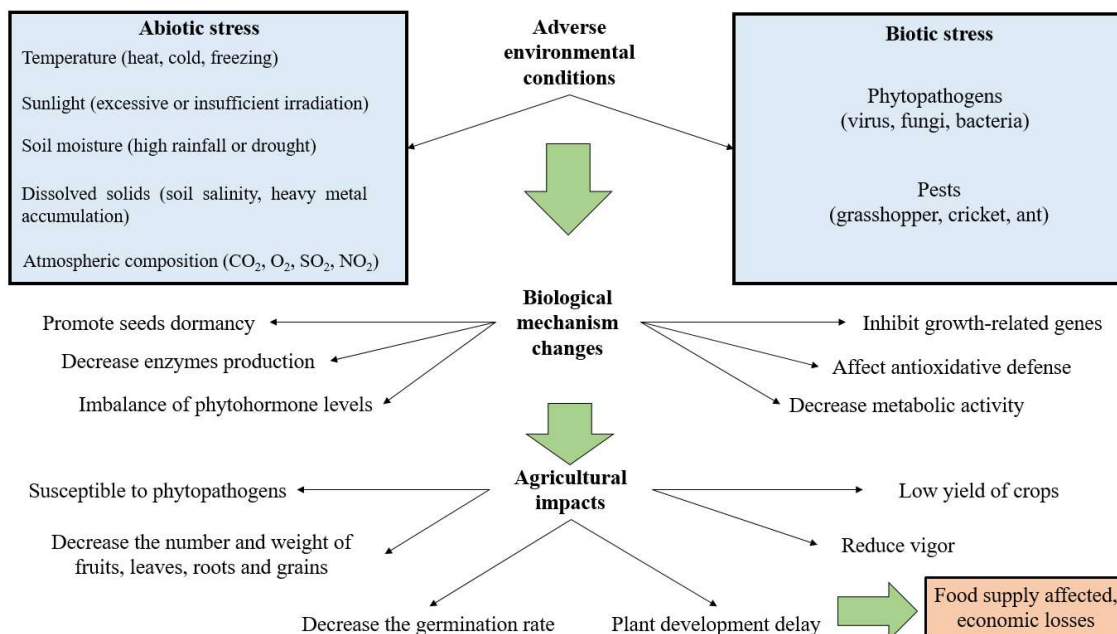 Abiotic stress
Temperature (heat, cold, freezing)
Sunlight (excessive or insufficient irradiation)
Soil moisture (high rainfall or drought)
Dissolved solids (soil salinity, heavy metal
accumulation)
Atmospheric composition (CO₂, O₂, SO₂, NO₂)
Adverse
environmental
conditions
Biotic stress
Phytopathogens
(virus, fungi, bacteria)
Pests
(grasshopper, cricket, ant)
Biological
mechanism
changes
Promote seeds dormancy
Decrease enzymes production
Imbalance of phytohormone levels
Inhibit growth-related genes
Affect antioxidative defense
Decrease metabolic activity
Agricultural
impacts
Susceptible to phytopathogens
Decrease the number and weight of
fruits, leaves, roots and grains
Decrease the germination rate
Plant development delay
Low yield of crops
Reduce vigor
Food supply affected,
economic losses